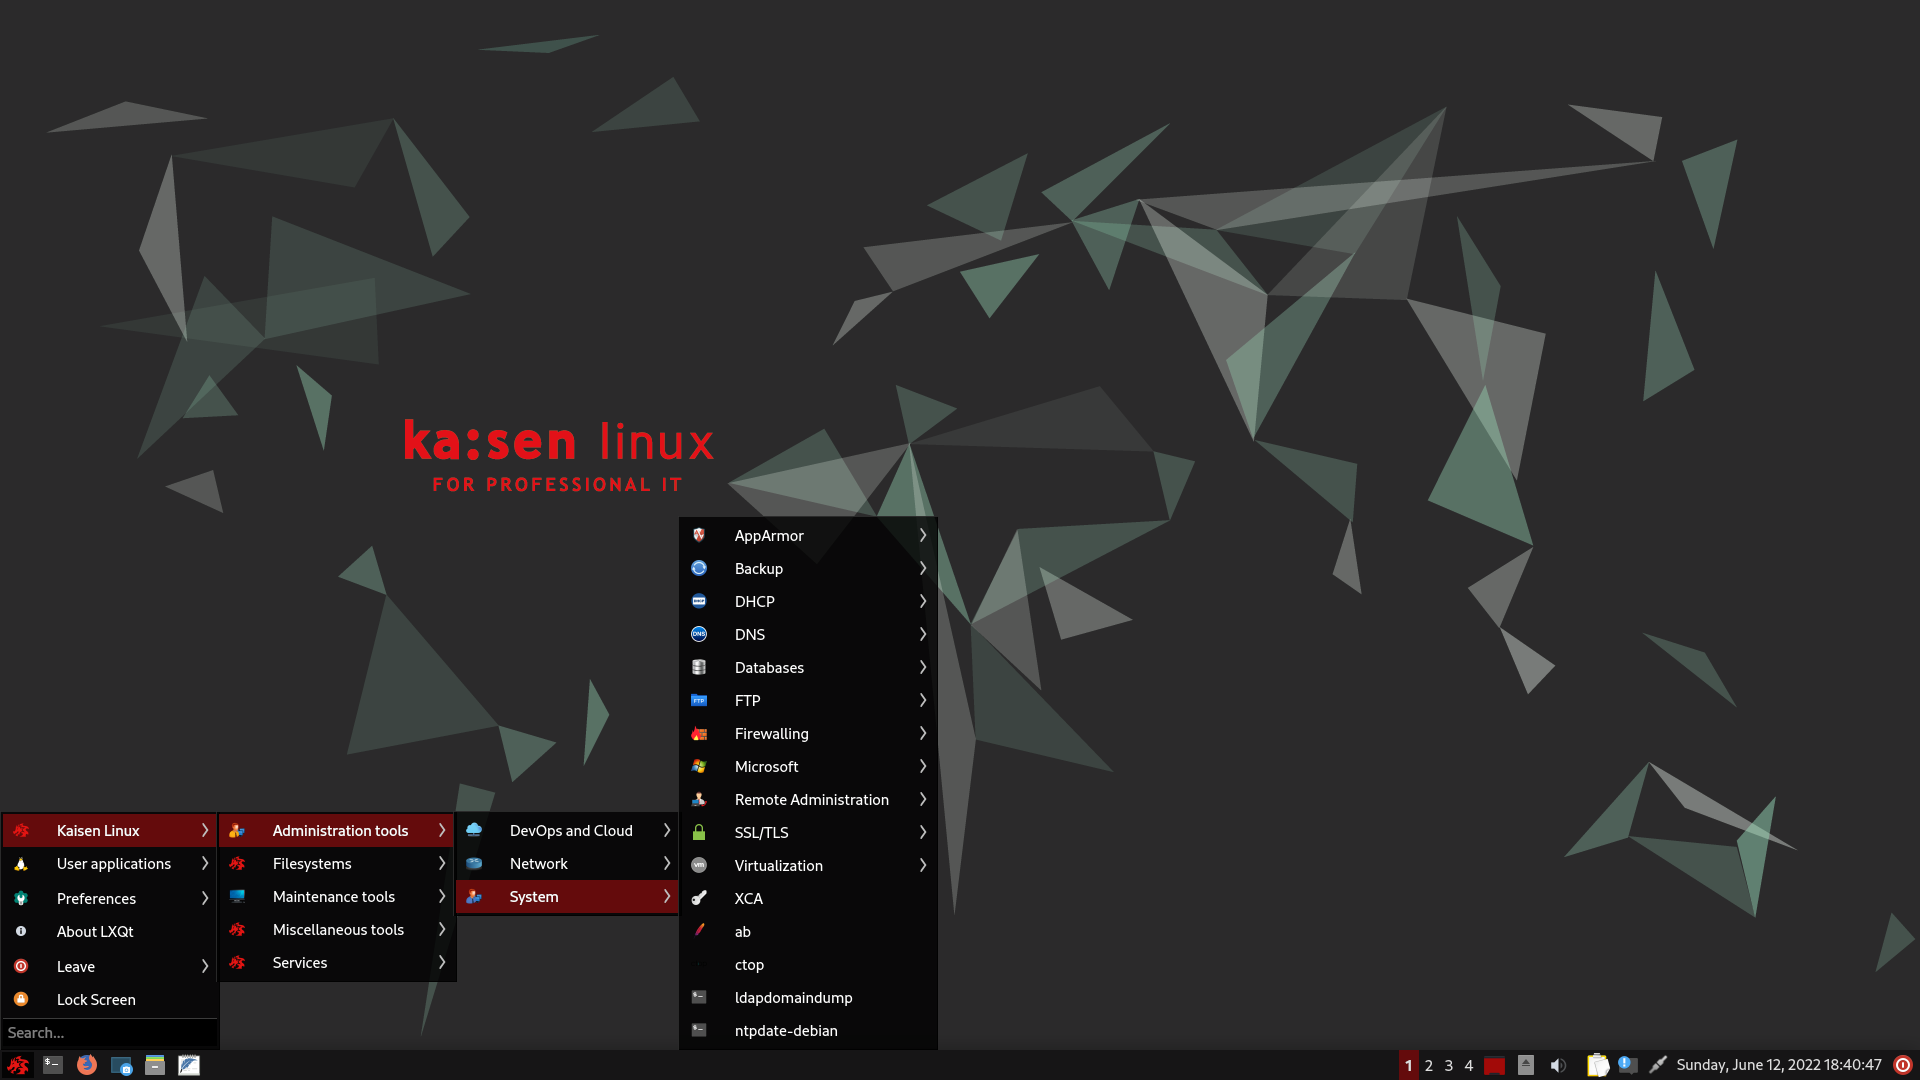 ka:sen linux
FOR PROFESSIONAL IT
AppArmor
Backup
DHCP
DNS
Databases
FTP
Firewalling
Microsoft
Remote Administration
SSL/TLS
Virtualization
XCA
ab
ctop
ldapdomaindump
ntpdate-debian
DevOps and Cloud
Network
System
Administration tools
Filesystems
Maintenance tools
Miscellaneous tools
Services
Kaisen Linux
User applications
Preferences
About LXQt
Leave
Lock Screen
Search...
1 2 3 4
Sunday, June 12, 2022 18:40:47